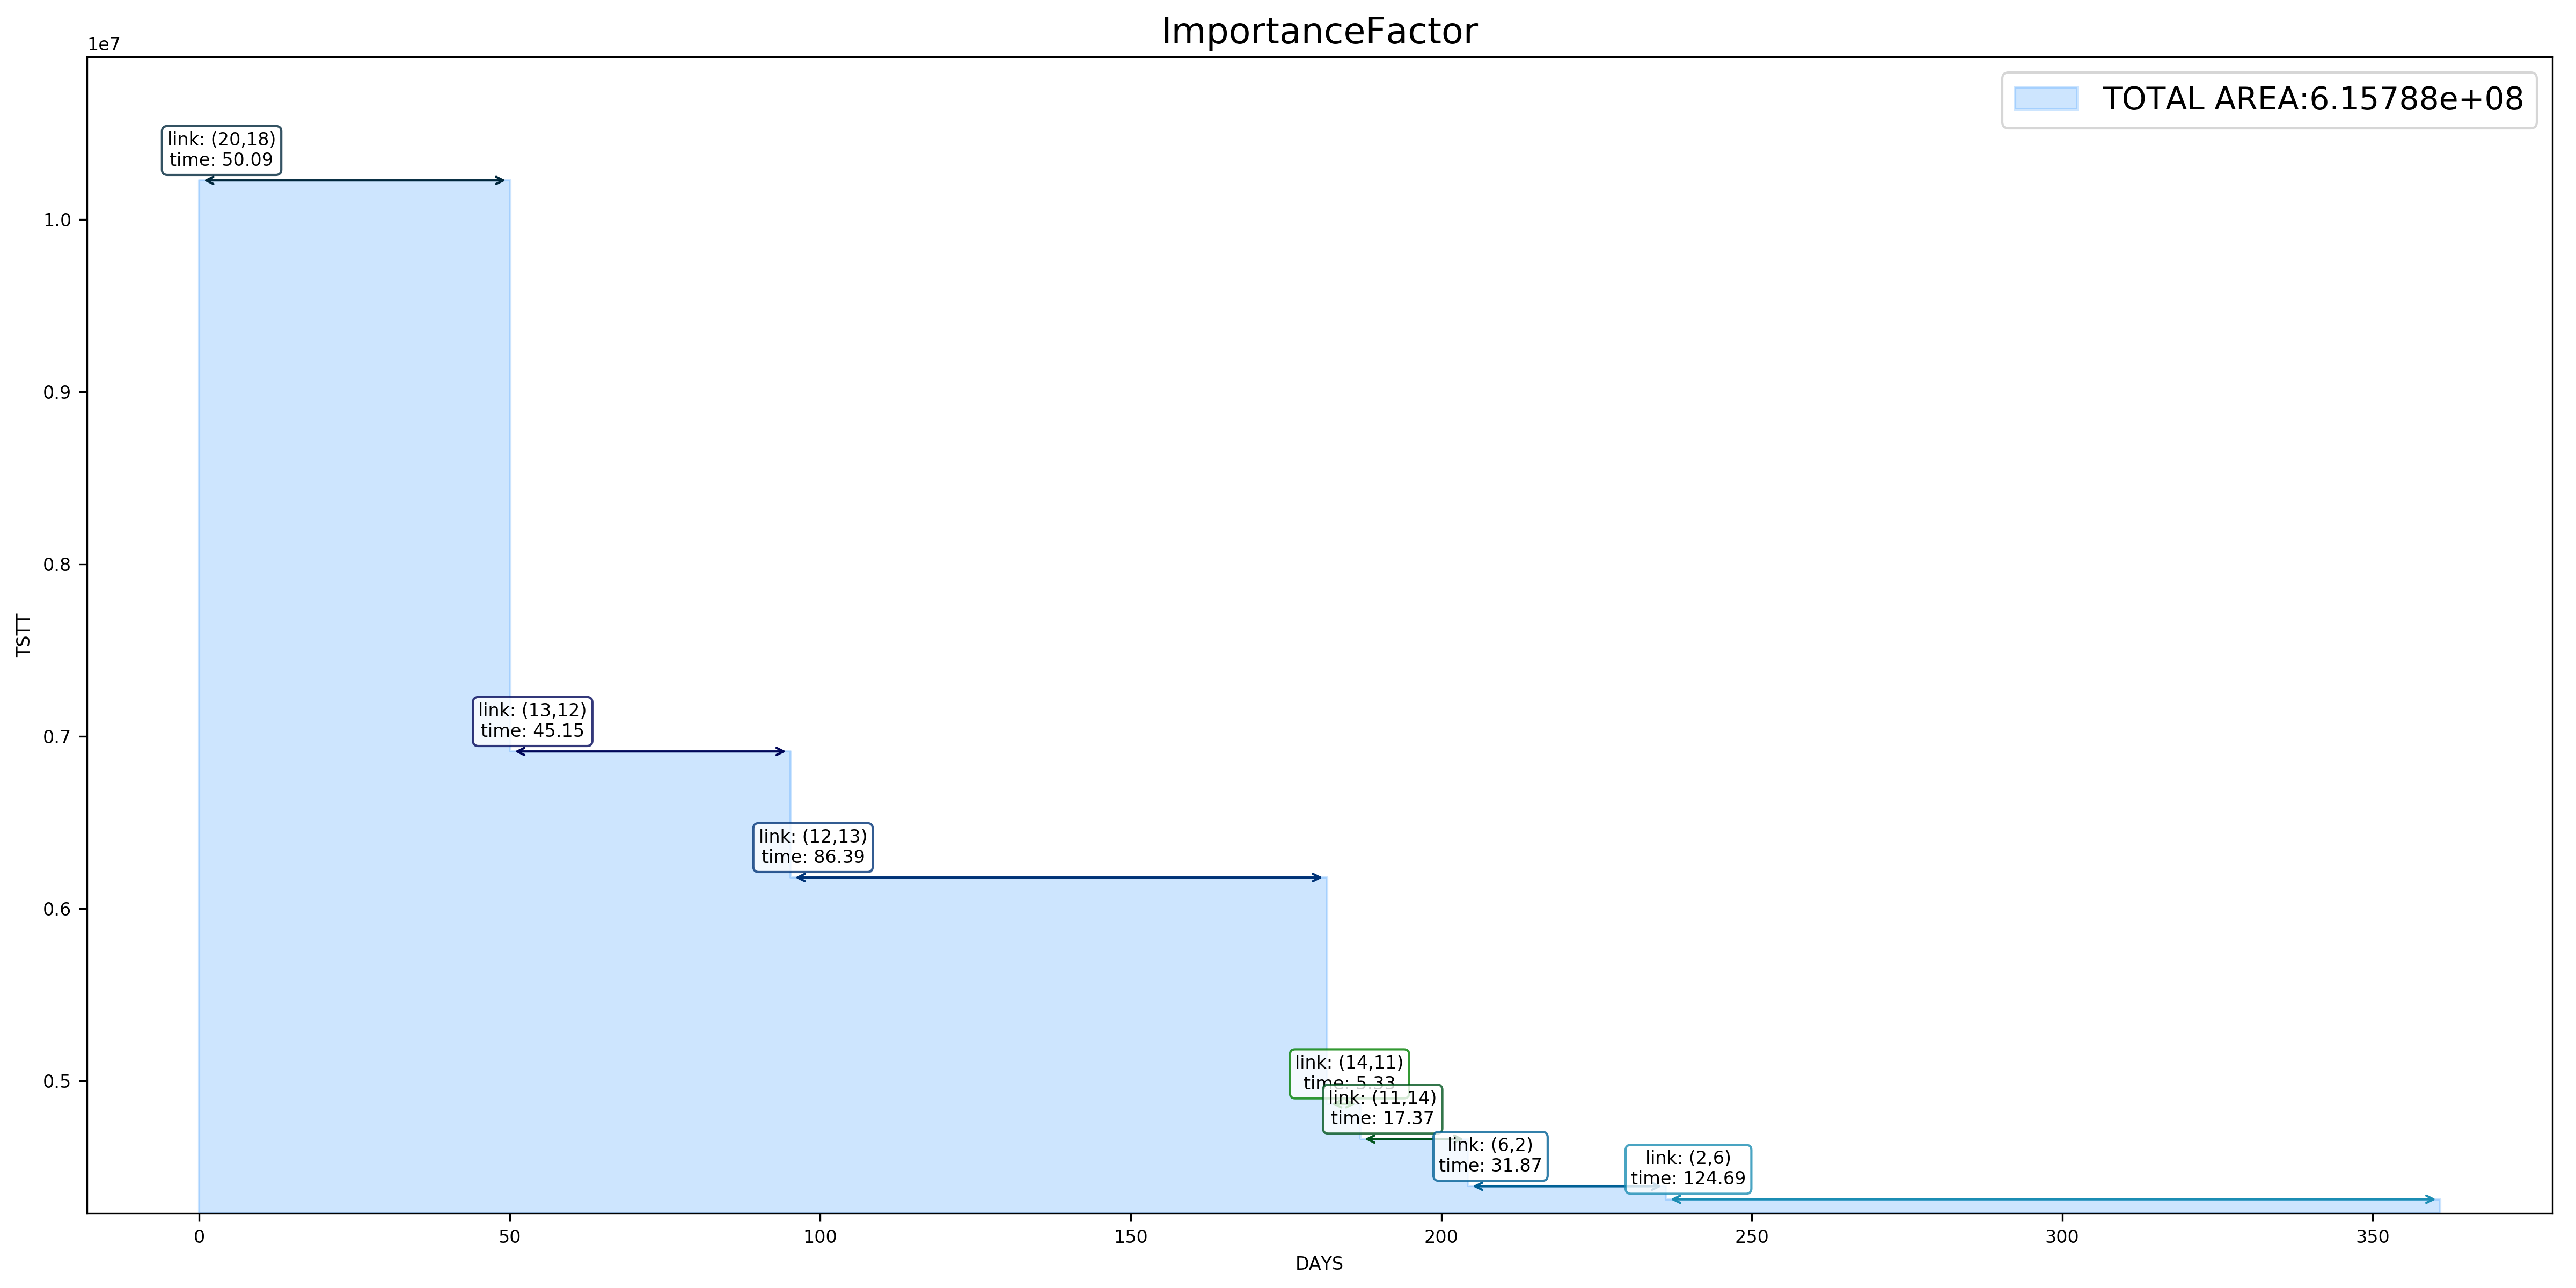 ImportanceFactor
1e7
TOTAL AREA:6.15788e+08
link: (20,18)
time: 50.09
1.0
0.9
0.8
0.7
0.6
0.5
TSTT
link: (13,12)
time: 45.15
link: (12,13)
time: 86.39
link: (14,11)
time: 5.33
link: (11,14)
time: 17.37
link: (6,2)
time: 31.87
link: (2,6)
time: 124.69
0 50 100 150 200 250 300 350
DAYS